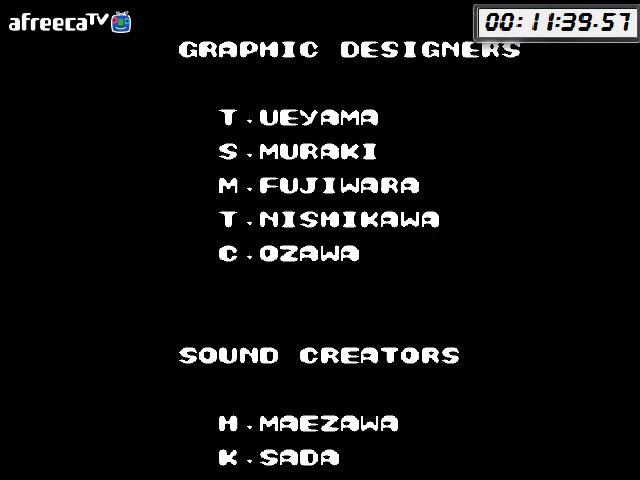 afreecaTV
00:11:39.57
GRAPHIC DESIGNERS
T.UEYAMA
S.MURAKI
M.FUJIWARA
T.NISHIKAWA
C.OZAWA
SOUND CREATORS
H.MAEZAWA
K.SADA